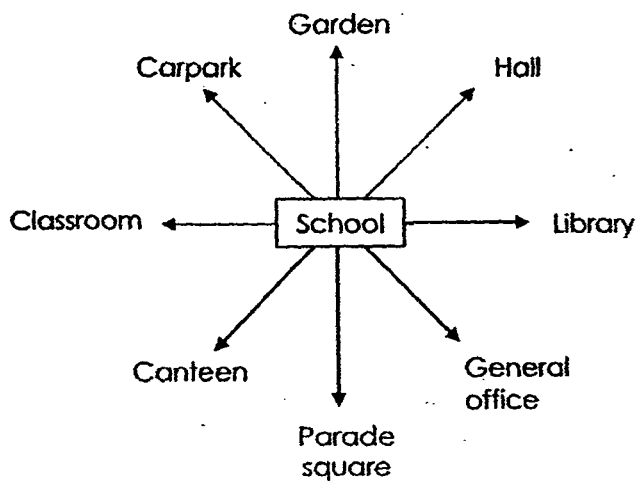 Garden
Carpark
Hall
Classroom
School
Library
Canteen
General
office
Parade
square